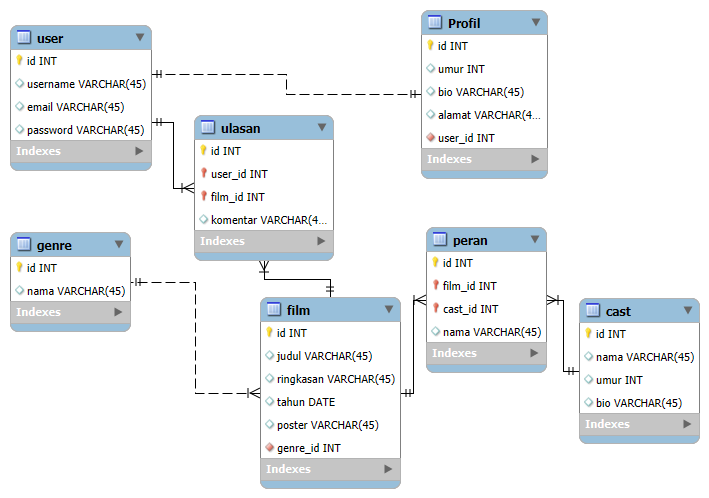 user
id INT
username VARCHAR(45)
email VARCHAR(45)
password VARCHAR(45)
Indexes
Profil
id INT
umur INT
bio VARCHAR(45)
alamat VARCHAR(4...
user_id INT
Indexes
ulasan
id INT
user_id INT
film_id INT
komentar VARCHAR(4...
Indexes
genre
id INT
nama VARCHAR(45)
Indexes
film
id INT
judul VARCHAR(45)
ringkasan VARCHAR(45)
tahun DATE
poster VARCHAR(45)
genre_id INT
Indexes
peran
id INT
film_id INT
cast_id INT
nama VARCHAR(45)
Indexes
cast
id INT
nama VARCHAR(45)
umur INT
bio VARCHAR(45)
Indexes